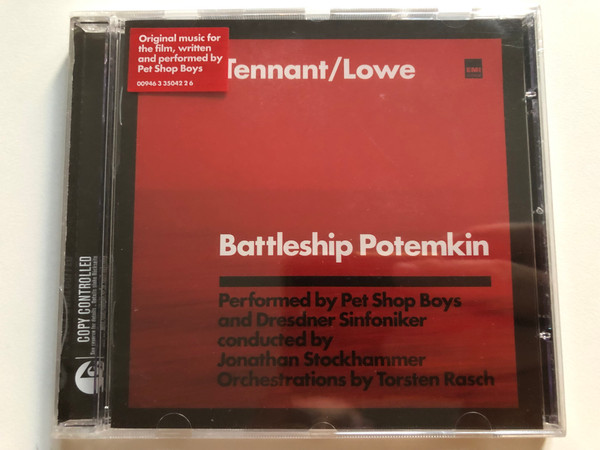 Original music for
the film, written
and performed by
Pet Shop Boys
00946 3 35042 2 6
Tennant/Lowe
EMI
Battleship Potemkin
Performed by Pet Shop Boys
and Dresdner Sinfoniker
conducted by
Jonathan Stockhammer
Orchestrations by Torsten Rasch
COPY CONTROLLED